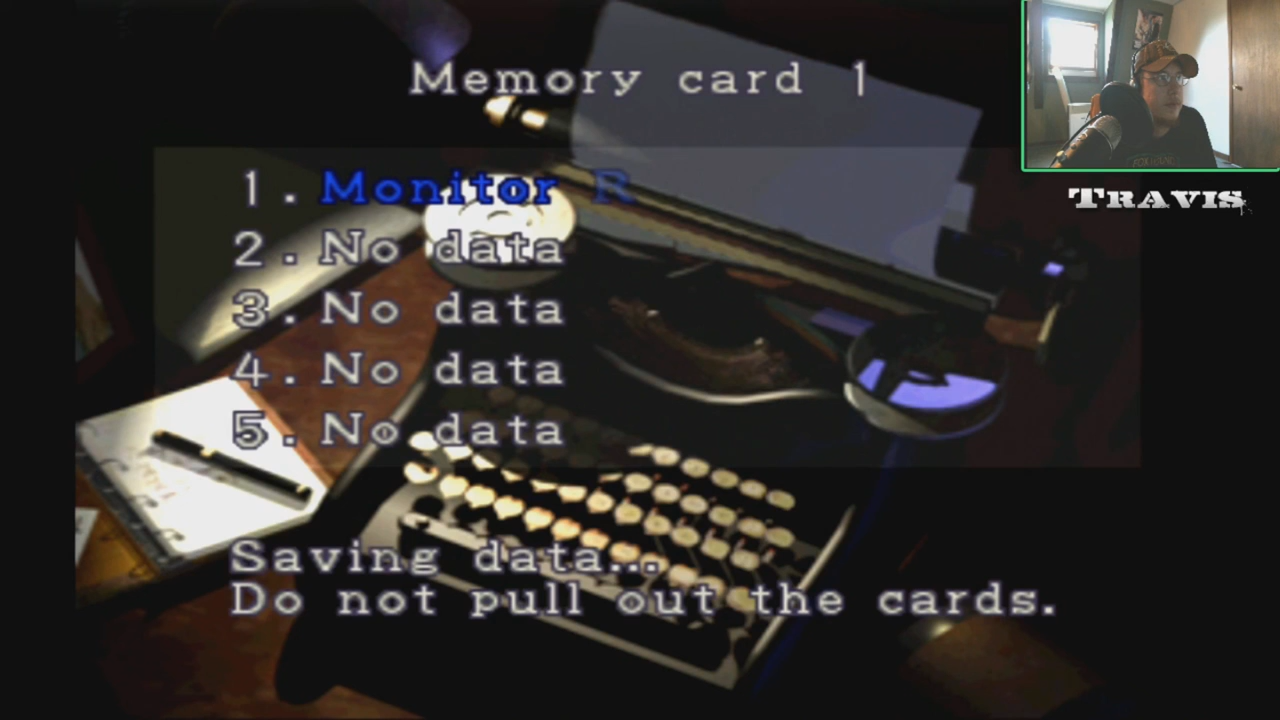 Memory card 1
1. Monitor R
2. No data
3. No data
4. No data
5. No data
Saving data...
Do not pull out the cards.
TRAVIS